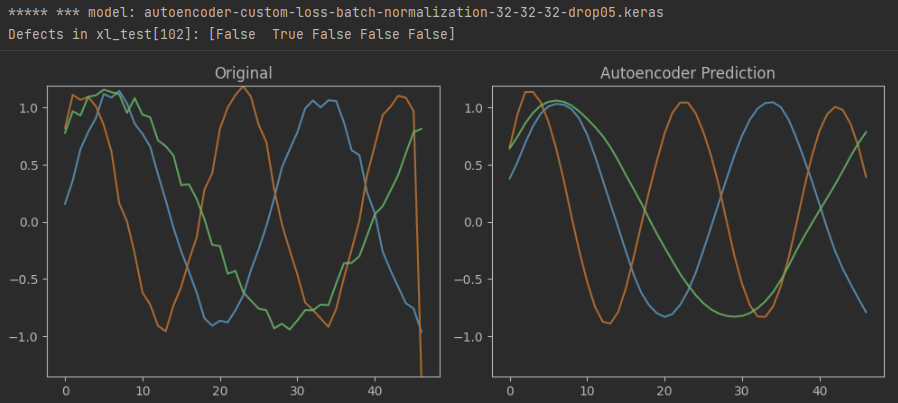 ***** *** model: autoencoder-custom-loss-batch-normalization-32-32-32-drop05.keras
Defects in xl_test[102]: [False  True False False False]
Original
Autoencoder Prediction
1.0
0.5
0.0
−0.5
−1.0
0 10 20 30 40
1.0
0.5
0.0
−0.5
−1.0
0 10 20 30 40